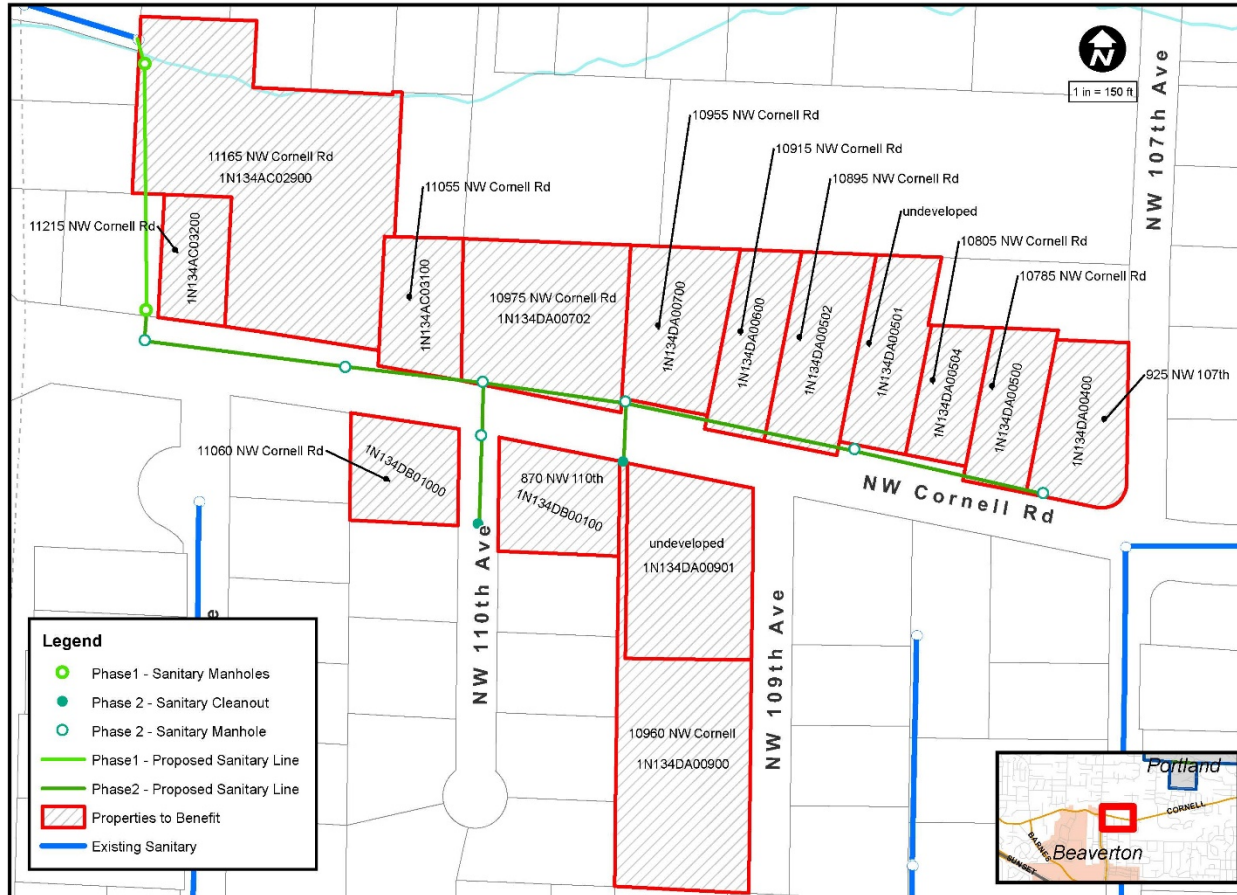 N
1 in = 150 ft
NW 107th Ave
10955 NW Cornell Rd
10915 NW Cornell Rd
11165 NW Cornell Rd
1N134AC02900
11055 NW Cornell Rd
10895 NW Cornell Rd
undeveloped
11215 NW Cornell Rd
10805 NW Cornell Rd
10785 NW Cornell Rd
1N134AC03200
1N134AC03100
10975 NW Cornell Rd
1N134DA00702
1N134DA00700
1N134DA00600
1N134DA00502
1N134DA00501
1N134DA00504
1N134DA00500
1N134DA00400
925 NW 107th
11060 NW Cornell Rd
1N134DB01000
870 NW 110th
1N134DB00100
NW Cornell Rd
undeveloped
1N134DA00901
NW 110th Ave
NW 109th Ave
10960 NW Cornell
1N134DA00900
e
Legend
Phase1 - Sanitary Manholes
Phase 2 - Sanitary Cleanout
Phase 2 - Sanitary Manhole
Phase1 - Proposed Sanitary Line
Phase2 - Proposed Sanitary Line
Properties to Benefit
Existing Sanitary
Portland
CORNELL
BARNES
Beaverton
SUNSET